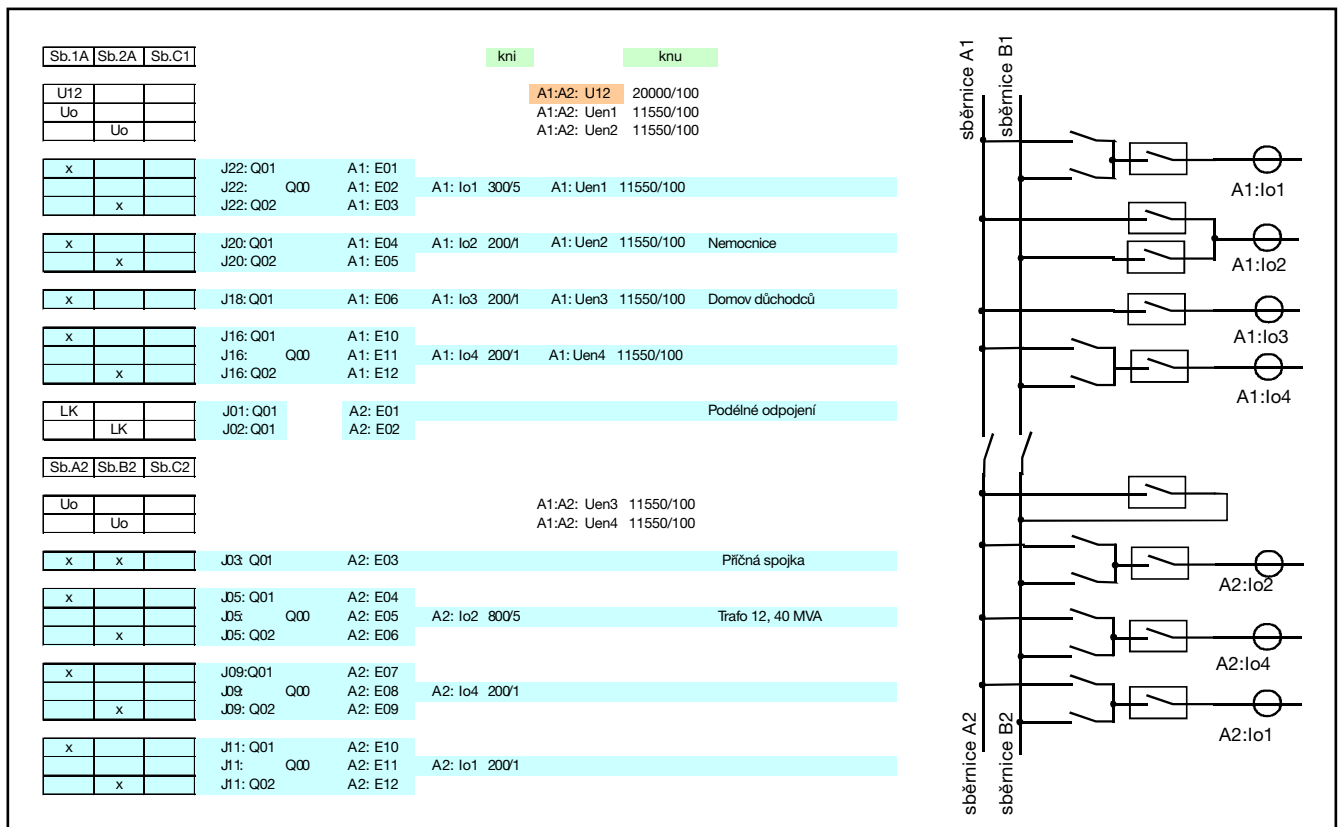 Sb.1A Sb.2A Sb.C1 kni knu
U12 A1:A2: U12 20000/100
Uo A1:A2: Uen1 11550/100
Uo A1:A2: Uen2 11550/100
x J22: Q01 A1: E01
J22: Q00 A1: E02 A1: Io1 300/5 A1: Uen1 11550/100
x J22: Q02 A1: E03
x J20: Q01 A1: E04 A1: Io2 200/1 A1: Uen2 11550/100 Nemocnice
x J20: Q02 A1: E05
x J18: Q01 A1: E06 A1: Io3 200/1 A1: Uen3 11550/100 Domov důchodců
x J16: Q01 A1: E10
J16: Q00 A1: E11 A1: Io4 200/1 A1: Uen4 11550/100
x J16: Q02 A1: E12
LK J01: Q01 A2: E01 Podélné odpojení
LK J02: Q01 A2: E02
Sb.A2 Sb.B2 Sb.C2
Uo A1:A2: Uen3 11550/100
Uo A1:A2: Uen4 11550/100
x x J03: Q01 A2: E03 Příčná spojka
x J05: Q01 A2: E04
J05: Q00 A2: E05 A2: Io2 800/5 Trafo 12, 40 MVA
x J05: Q02 A2: E06
x J09:Q01 A2: E07
J09: Q00 A2: E08 A2: Io4 200/1
x J09: Q02 A2: E09
x J11: Q01 A2: E10
J11: Q00 A2: E11 A2: Io1 200/1
x J11: Q02 A2: E12
sběrnice A1
sběrnice B1
A1:Io1
A1:Io2
A1:Io3
A1:Io4
A2:Io2
A2:Io4
A2:Io1
sběrnice A2
sběrnice B2